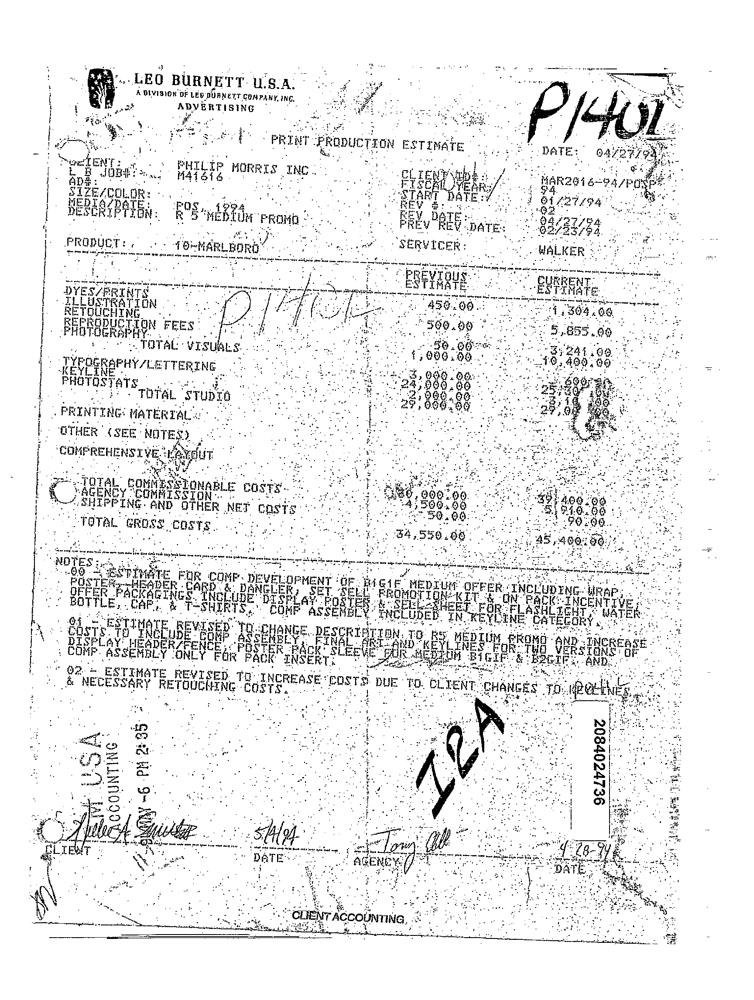 LEO BURNETT U.S.A.
A DIVISION OF LEO BURNETT COMPANY, INC.
ADVERTISING
P1401
PRINT PRODUCTION ESTIMATE
DATE: 04/27/94
CLIENT: PHILIP MORRIS INC CLIENT ID#: MAR2016-94/POSP
L B JOB#: M41616 FISCAL YEAR: 94
AD#: START DATE: 01/27/94
SIZE/COLOR: REV #: 02
MEDIA/DATE: POS, 1994 REV DATE: 04/27/94
DESCRIPTION: R 5 MEDIUM PROMO PREV REV DATE: 02/23/94
PRODUCT: 10-MARLBORO SERVICER: WALKER
PREVIOUS ESTIMATE CURRENT ESTIMATE
DYES/PRINTS
ILLUSTRATION 450.00 1,304.00
RETOUCHING
REPRODUCTION FEES 500.00 5,855.00
PHOTOGRAPHY 50.00 3,241.00
TOTAL VISUALS 1,000.00 10,400.00
TYPOGRAPHY/LETTERING 3,000.00
KEYLINE 24,000.00
PHOTOSTATS 2,000.00
TOTAL STUDIO 29,000.00
PRINTING MATERIAL
OTHER (SEE NOTES)
COMPREHENSIVE LAYOUT
TOTAL COMMISSIONABLE COSTS 30,000.00 39,400.00
AGENCY COMMISSION 4,500.00 5,910.00
SHIPPING AND OTHER NET COSTS 50.00 90.00
TOTAL GROSS COSTS 34,550.00 45,400.00
NOTES:
00 - ESTIMATE FOR COMP DEVELOPMENT OF B1G1F MEDIUM OFFER INCLUDING WRAP,
POSTER, HEADER CARD & DANGLER, SET SELL PROMOTION KIT & ON PACK INCENTIVE,
OFFER PACKAGINGS INCLUDE DISPLAY POSTER & SELL-SHEET FOR FLASHLIGHT, WATER
BOTTLE, CAP, & T-SHIRTS, COMP ASSEMBLY INCLUDED IN KEYLINE CATEGORY.
01 - ESTIMATE REVISED TO CHANGE DESCRIPTION TO R5 MEDIUM PROMO AND INCREASE
COSTS TO INCLUDE COMP ASSEMBLY, FINAL ART AND KEYLINES FOR TWO VERSIONS OF
DISPLAY HEADER/FENCE, POSTER PACK SLEEVE FOR MEDIUM B1G1F & B2G1F, AND
COMP ASSEMBLY ONLY FOR PACK INSERT.
02 - ESTIMATE REVISED TO INCREASE COSTS DUE TO CLIENT CHANGES TO KEYLINES
& NECESSARY RETOUCHING COSTS.
2084024736
USA
ACCOUNTING
-6 PM 2:35
5/4/94
4-28-94
CLIENT DATE AGENCY DATE
CLIENT ACCOUNTING